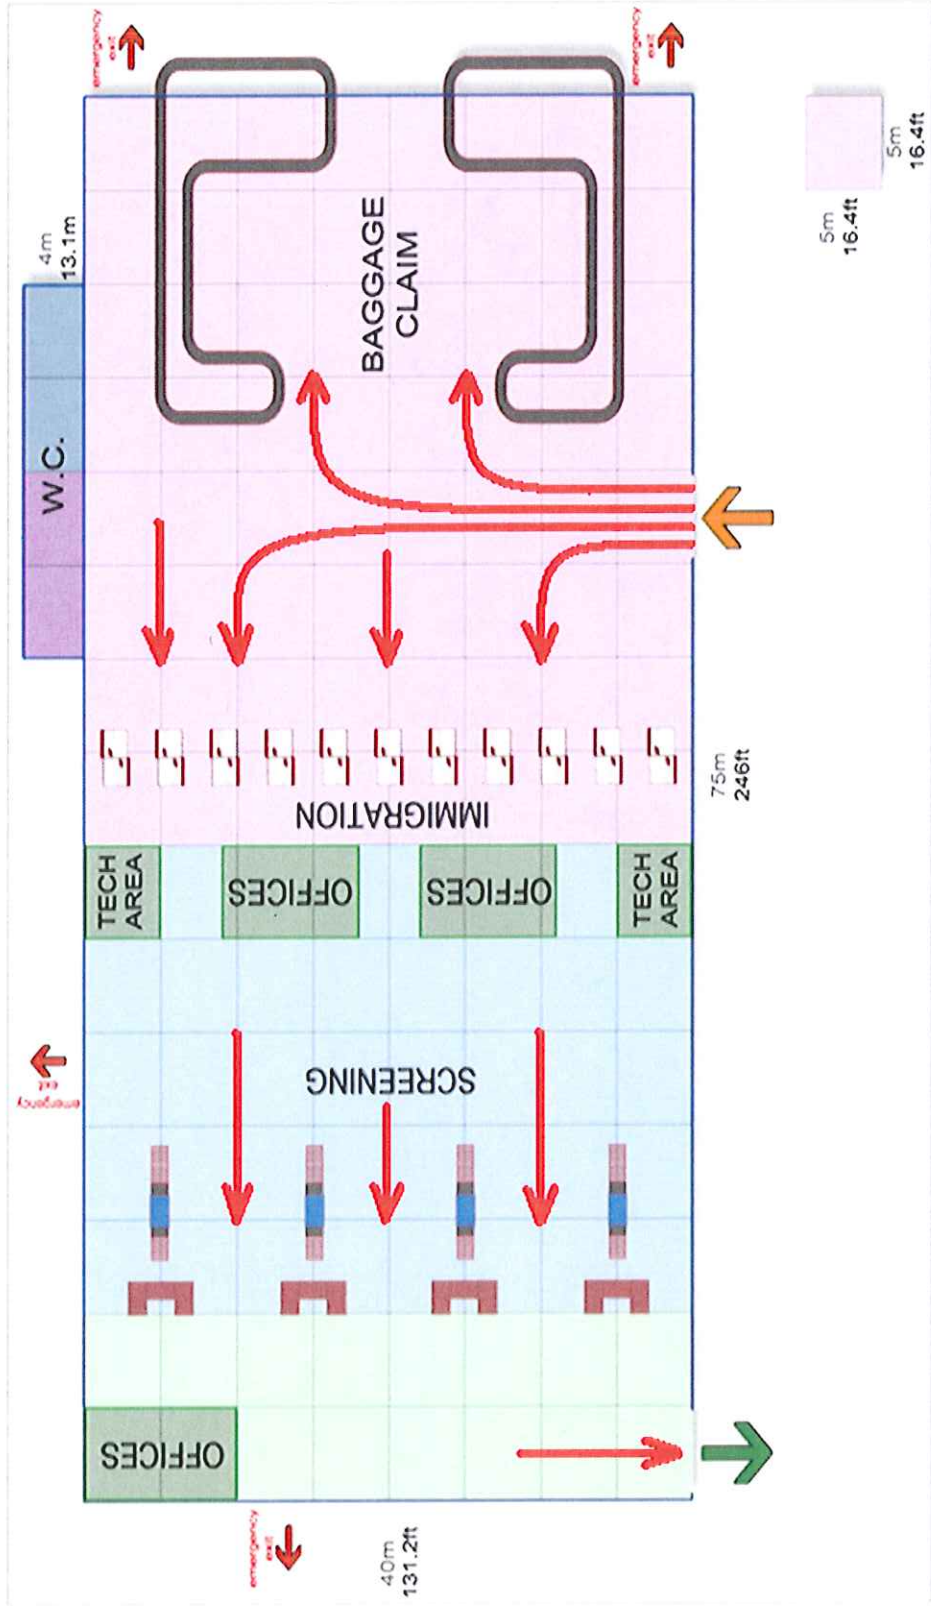 emergency
exit
emergency
exit
4m
13.1m
5m
16.4ft
5m
16.4ft
BAGGAGE
CLAIM
W.C.
75m
246ft
IMMIGRATION
TECH
AREA
OFFICES
OFFICES
TECH
AREA
emergency
exit
SCREENING
OFFICES
emergency
exit
40m
131.2ft